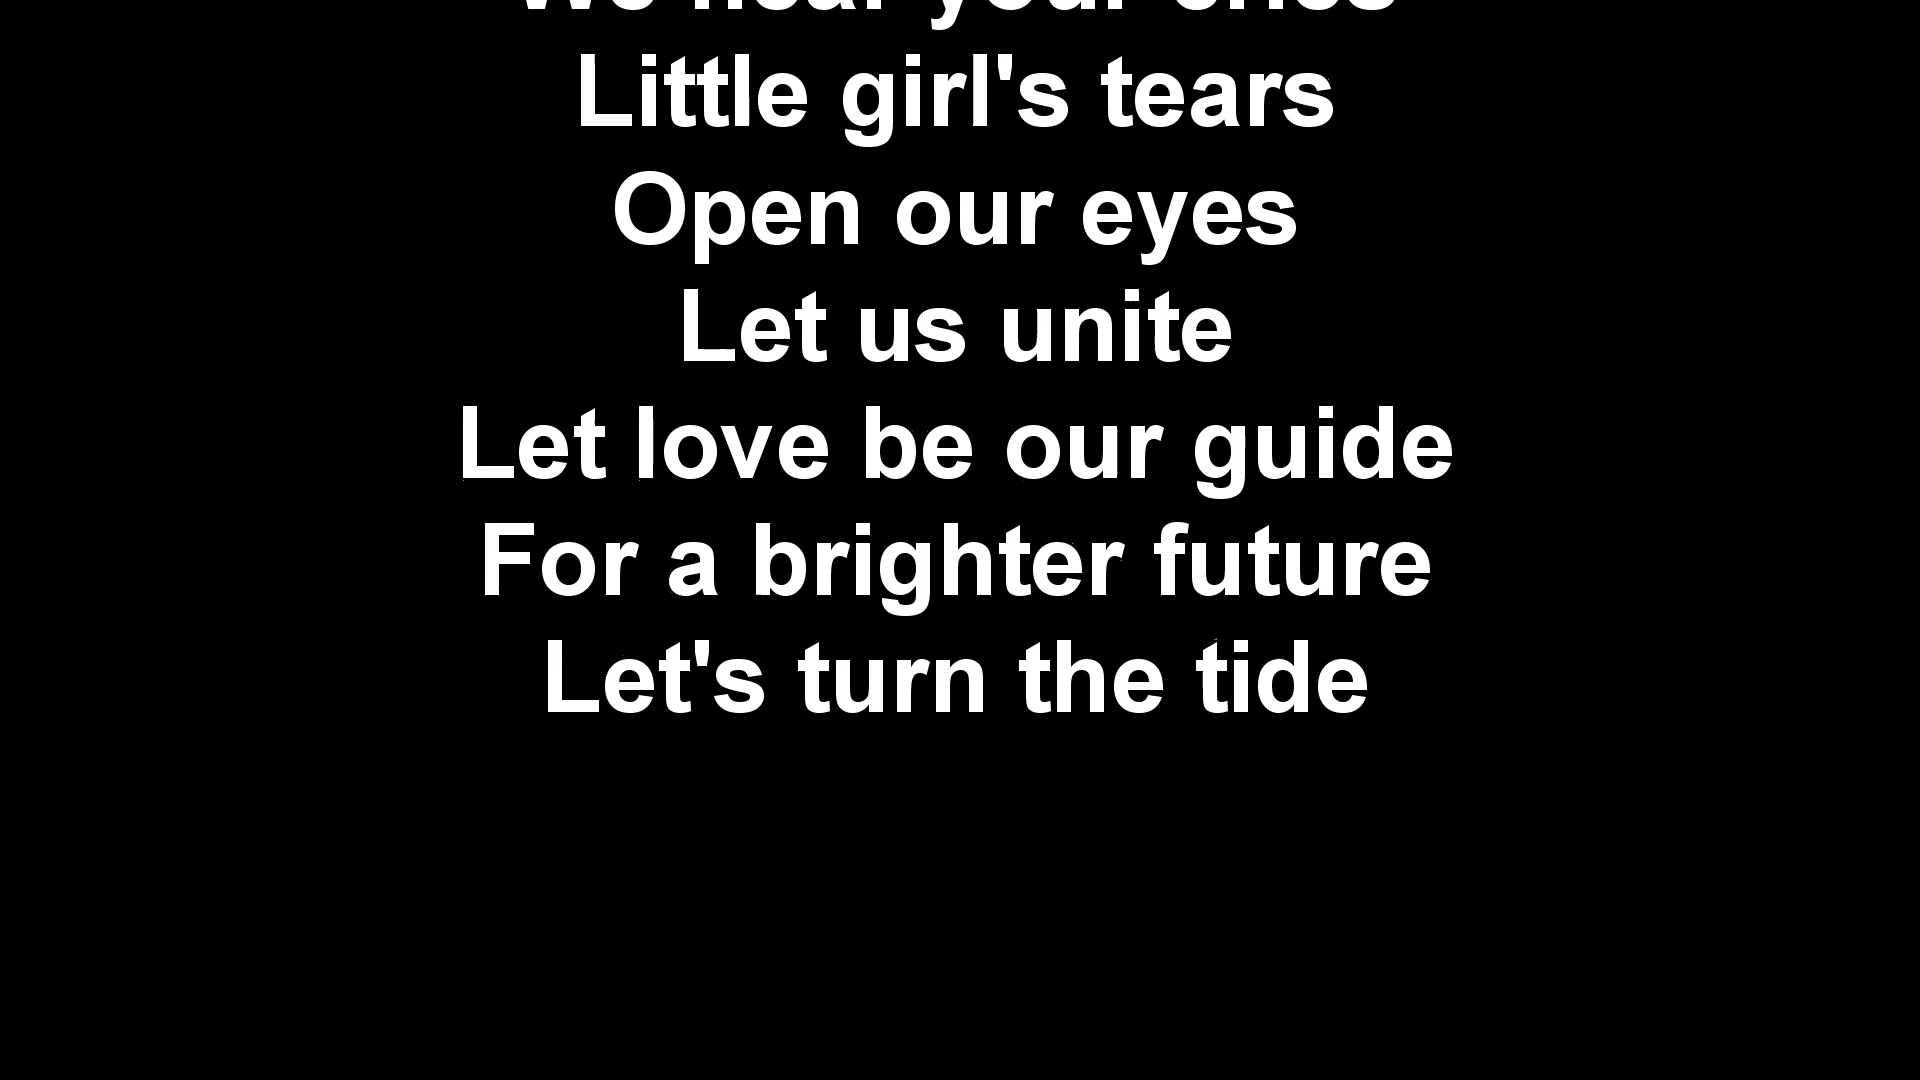 We hear your cries
Little girl's tears
Open our eyes
Let us unite
Let love be our guide
For a brighter future
Let's turn the tide